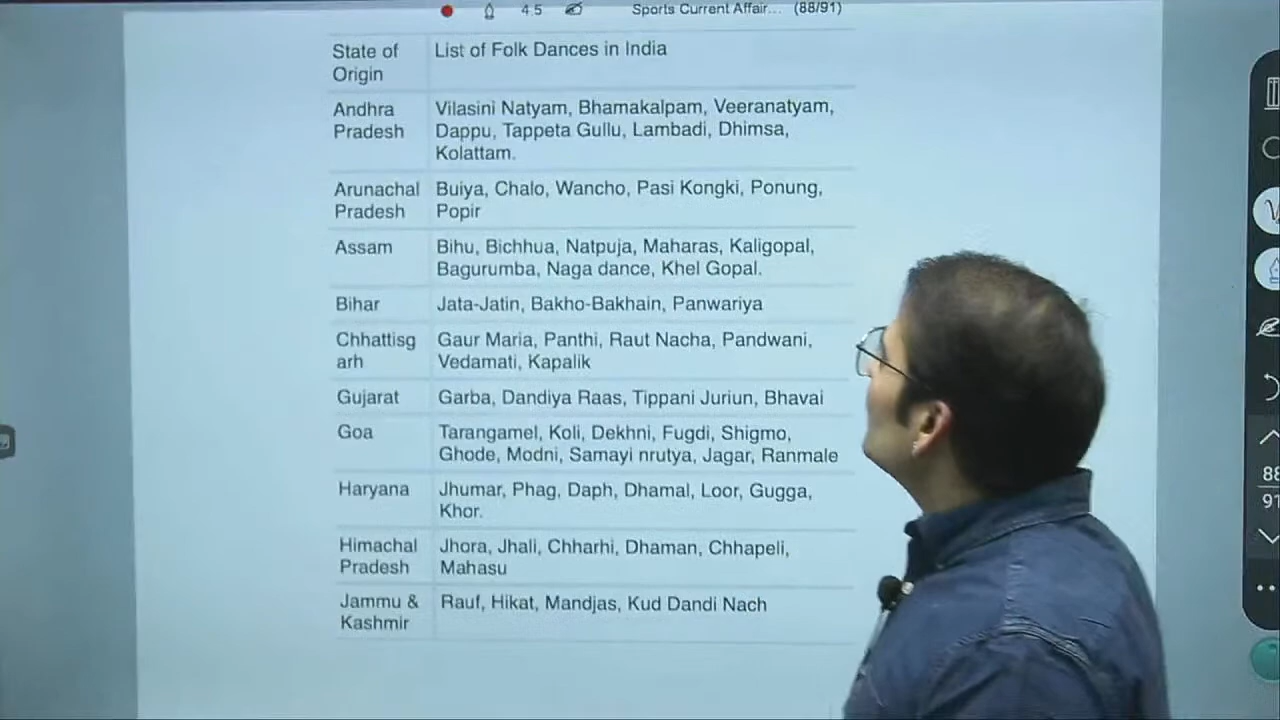 4.5 Sports Current Affair... (88/91)
State of Origin
List of Folk Dances in India
Andhra Pradesh
Vilasini Natyam, Bhamakalpam, Veeranatyam,
Dappu, Tappeta Gullu, Lambadi, Dhimsa,
Kolattam.
Arunachal Pradesh
Buiya, Chalo, Wancho, Pasi Kongki, Ponung,
Popir
Assam
Bihu, Bichhua, Natpuja, Maharas, Kaligopal,
Bagurumba, Naga dance, Khel Gopal.
Bihar
Jata-Jatin, Bakho-Bakhain, Panwariya
Chhattisg
arh
Gaur Maria, Panthi, Raut Nacha, Pandwani,
Vedamati, Kapalik
Gujarat
Garba, Dandiya Raas, Tippani Juriun, Bhavai
Goa
Tarangamel, Koli, Dekhni, Fugdi, Shigmo,
Ghode, Modni, Samayi nrutya, Jagar, Ranmale
Haryana
Jhumar, Phag, Daph, Dhamal, Loor, Gugga,
Khor.
Himachal
Pradesh
Jhora, Jhali, Chharhi, Dhaman, Chhapeli,
Mahasu
Jammu &
Kashmir
Rauf, Hikat, Mandjas, Kud Dandi Nach
88
91